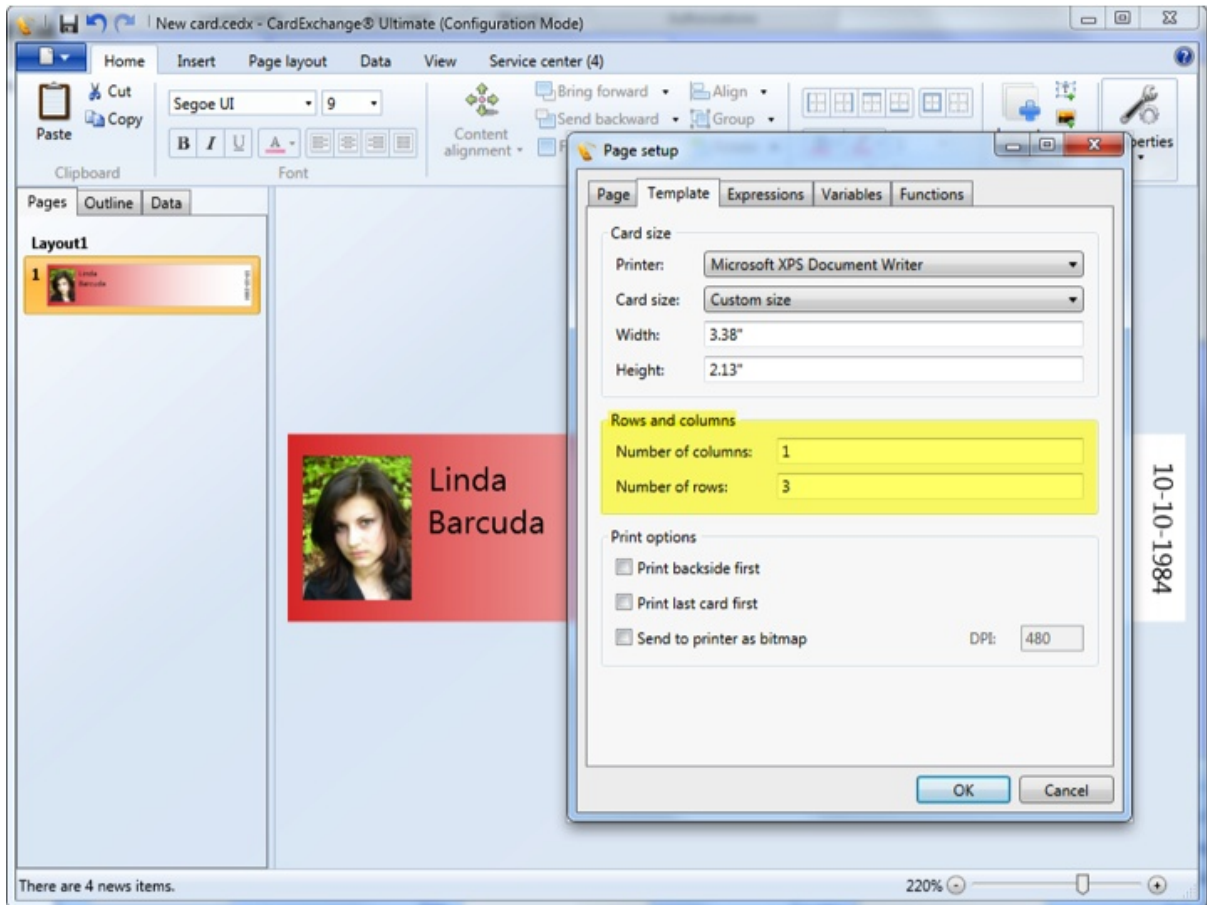 New card.cedx - CardExchange® Ultimate (Configuration Mode)
Home Insert Page layout Data View Service center (4)
Cut
Copy
Paste
Clipboard
Segoe UI 9
B I U A
Font
Content
alignment
Bring forward
Send backward
Align
Group
perties
Pages Outline Data
Layout1
1
Linda
Barcuda
10-10-1984
Linda
Barcuda
10-10-1984
Page setup
Page Template Expressions Variables Functions
Card size
Printer: Microsoft XPS Document Writer
Card size: Custom size
Width: 3.38"
Height: 2.13"
Rows and columns
Number of columns: 1
Number of rows: 3
Print options
Print backside first
Print last card first
Send to printer as bitmap DPI: 480
OK Cancel
There are 4 news items.
220%